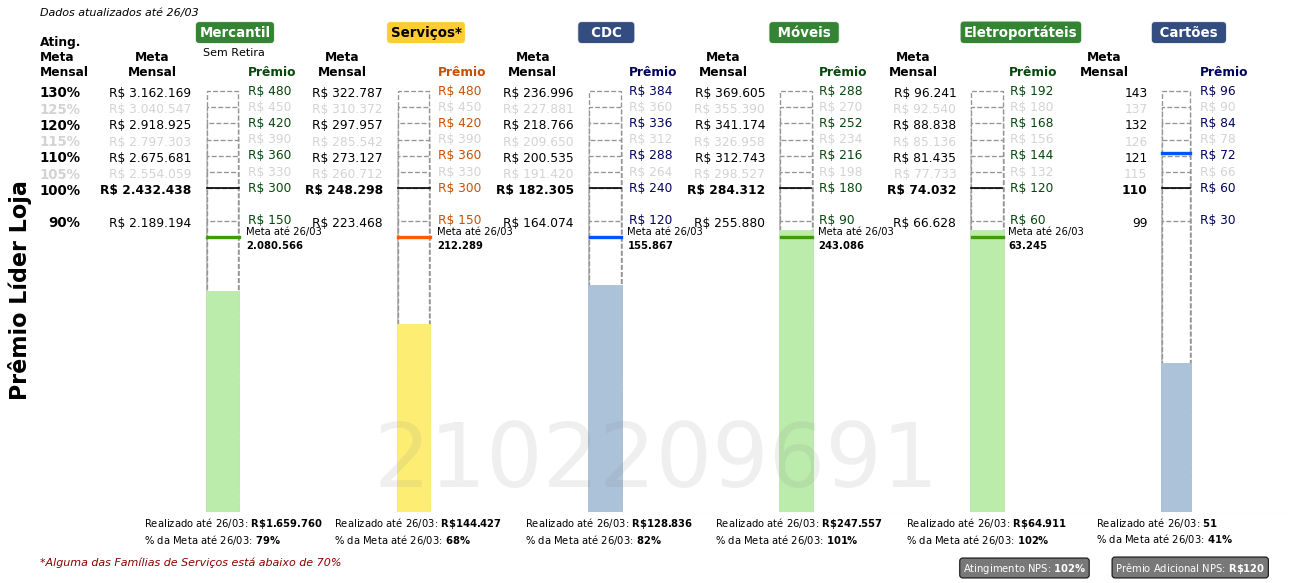 Dados atualizados até 26/03
Mercantil Serviços* CDC Móveis Eletroportáteis Cartões
Sem Retira
Ating. Meta Mensal Meta Mensal Prêmio Meta Mensal Prêmio Meta Mensal Prêmio Meta Mensal Prêmio Meta Mensal Prêmio Meta Mensal Prêmio
130% R$ 3.162.169 R$ 480 R$ 322.787 R$ 480 R$ 236.996 R$ 384 R$ 369.605 R$ 288 R$ 96.241 R$ 192 143 R$ 96
125% R$ 3.040.547 R$ 450 R$ 310.372 R$ 450 R$ 227.881 R$ 360 R$ 355.390 R$ 270 R$ 92.540 R$ 180 137 R$ 90
120% R$ 2.918.925 R$ 420 R$ 297.957 R$ 420 R$ 218.766 R$ 336 R$ 341.174 R$ 252 R$ 88.838 R$ 168 132 R$ 84
115% R$ 2.797.303 R$ 390 R$ 285.542 R$ 390 R$ 209.650 R$ 312 R$ 326.958 R$ 234 R$ 85.136 R$ 156 126 R$ 78
110% R$ 2.675.681 R$ 360 R$ 273.127 R$ 360 R$ 200.535 R$ 288 R$ 312.743 R$ 216 R$ 81.435 R$ 144 121 R$ 72
105% R$ 2.554.059 R$ 330 R$ 260.712 R$ 330 R$ 191.420 R$ 264 R$ 298.527 R$ 198 R$ 77.733 R$ 132 115 R$ 66
100% R$ 2.432.438 R$ 300 R$ 248.298 R$ 300 R$ 182.305 R$ 240 R$ 284.312 R$ 180 R$ 74.032 R$ 120 110 R$ 60
90% R$ 2.189.194 R$ 150 R$ 223.468 R$ 150 R$ 164.074 R$ 120 R$ 255.880 R$ 90 R$ 66.628 R$ 60 99 R$ 30
Meta até 26/03 Meta até 26/03 Meta até 26/03 Meta até 26/03 Meta até 26/03
2.080.566 212.289 155.867 243.086 63.245
Prêmio Líder Loja
2102209691
Realizado até 26/03: R$1.659.760 Realizado até 26/03: R$144.427 Realizado até 26/03: R$128.836 Realizado até 26/03: R$247.557 Realizado até 26/03: R$64.911 Realizado até 26/03: 51
% da Meta até 26/03: 79% % da Meta até 26/03: 68% % da Meta até 26/03: 82% % da Meta até 26/03: 101% % da Meta até 26/03: 102% % da Meta até 26/03: 41%
*Alguma das Famílias de Serviços está abaixo de 70% Atingimento NPS: 102% Prêmio Adicional NPS: R$120